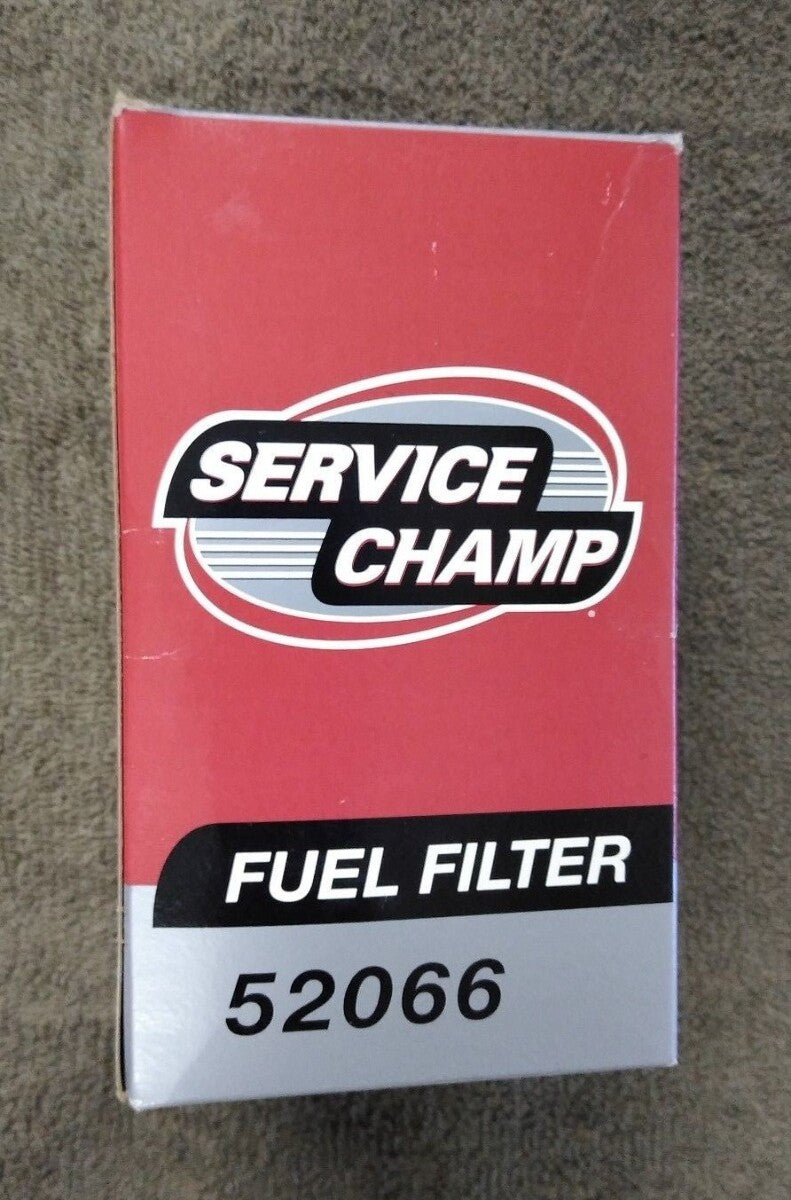 SERVICE
CHAMP
FUEL FILTER
52066